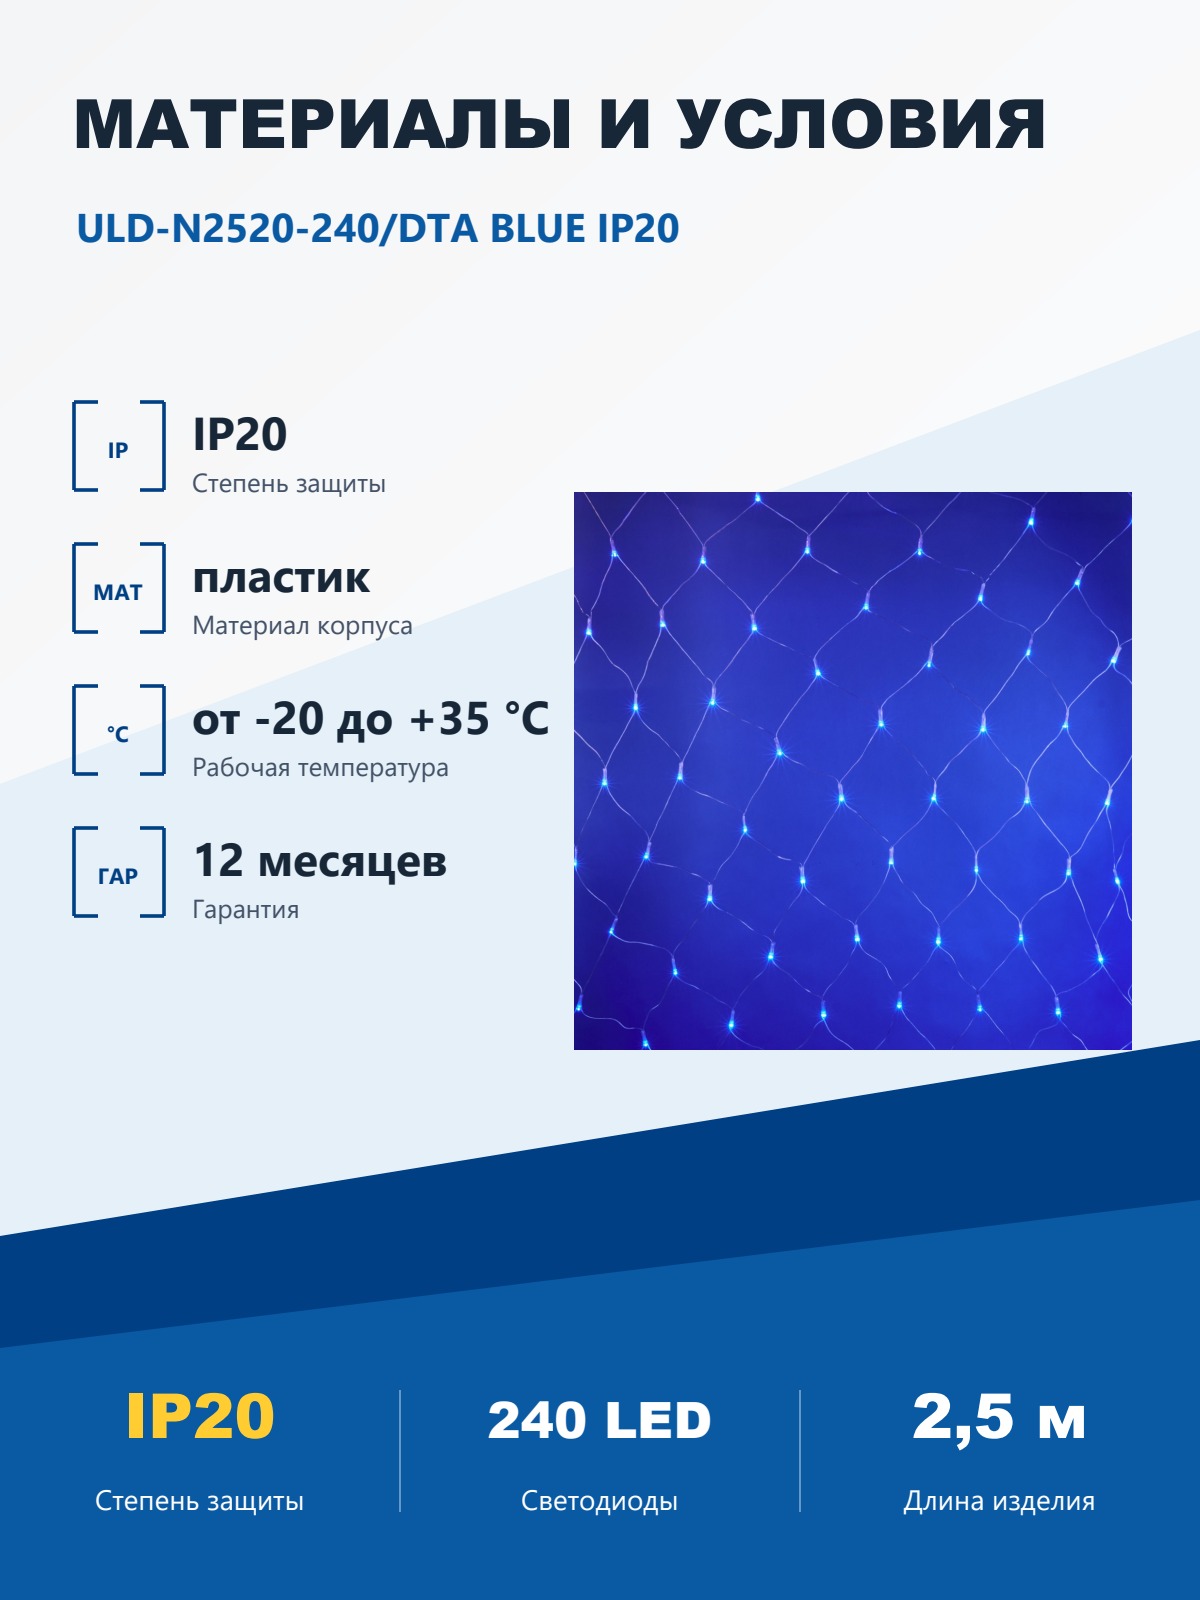 МАТЕРИАЛЫ И УСЛОВИЯ
ULD-N2520-240/DTA BLUE IP20
IP
IP20
Степень защиты
МАТ
пластик
Материал корпуса
°C
от -20 до +35 °C
Рабочая температура
ГАР
12 месяцев
Гарантия
IP20
Степень защиты
240 LED
Светодиоды
2,5 м
Длина изделия